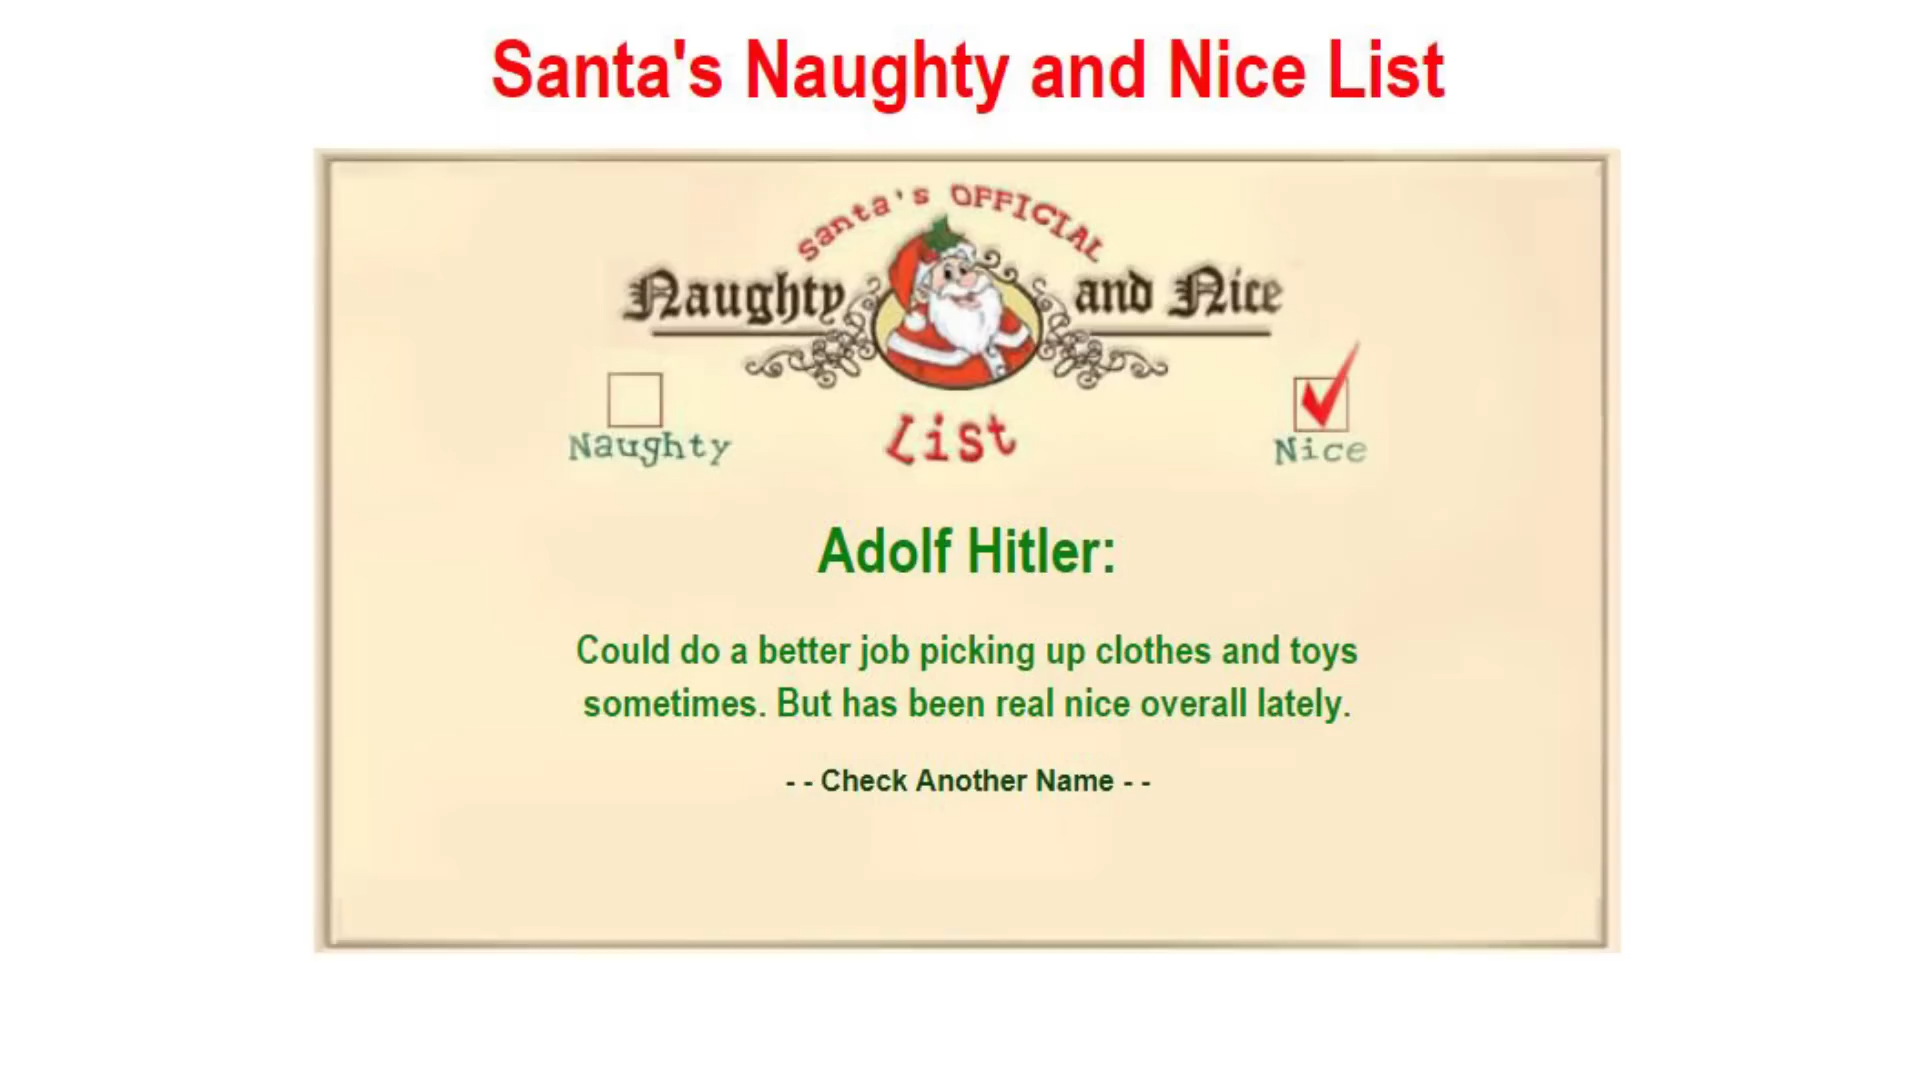 Santa's Naughty and Nice List
Santa's OFFICIAL
Naughty and Nice
List
Naughty
Nice
Adolf Hitler:
Could do a better job picking up clothes and toys
sometimes. But has been real nice overall lately.
- - Check Another Name - -